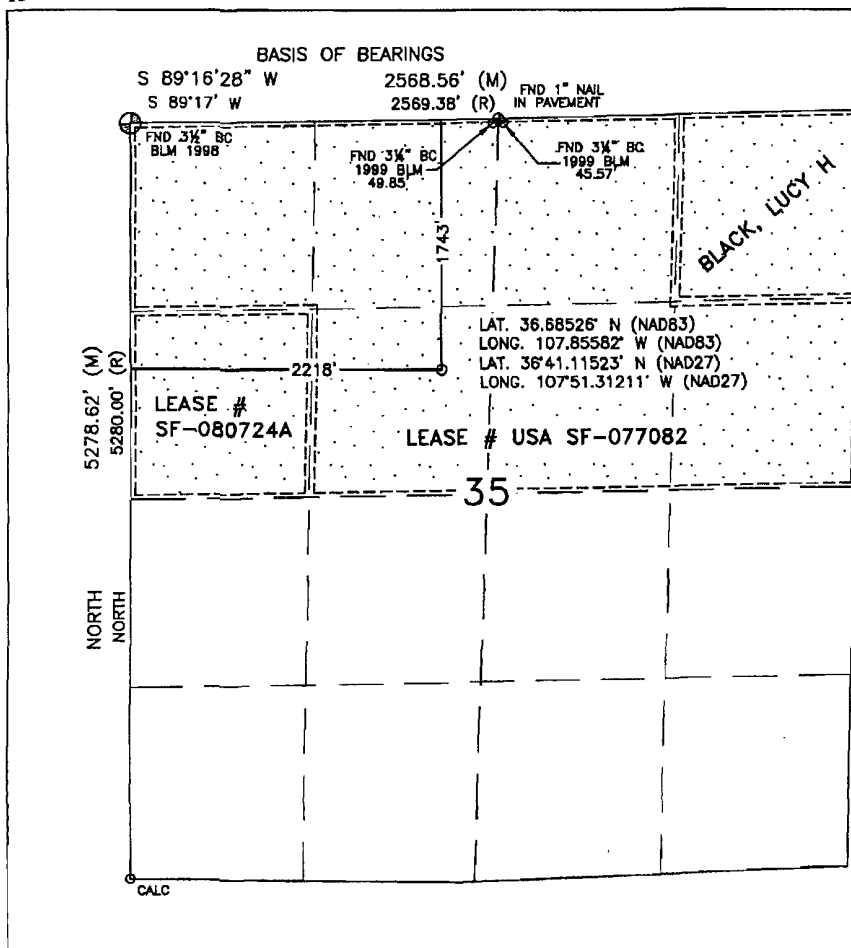 BASIS OF BEARINGS
S 89°16'28" W 2568.56' (M)
S 89°17' W 2569.38' (R)
FND 1" NAIL
IN PAVEMENT
FND 3½" BC
BLM 1998
FND 3¼" BC
1999 BLM
49.85'
FND 3¼" BC
1999 BLM
45.57'
BLACK, LUCY H
1743'
LAT. 36.68526° N (NAD83)
LONG. 107.85582° W (NAD83)
LAT. 36°41.11523' N (NAD27)
LONG. 107°51.31211' W (NAD27)
2218'
5278.62' (M)
5280.00' (R)
LEASE #
SF-080724A
LEASE # USA SF-077082
35
NORTH
NORTH
CALC